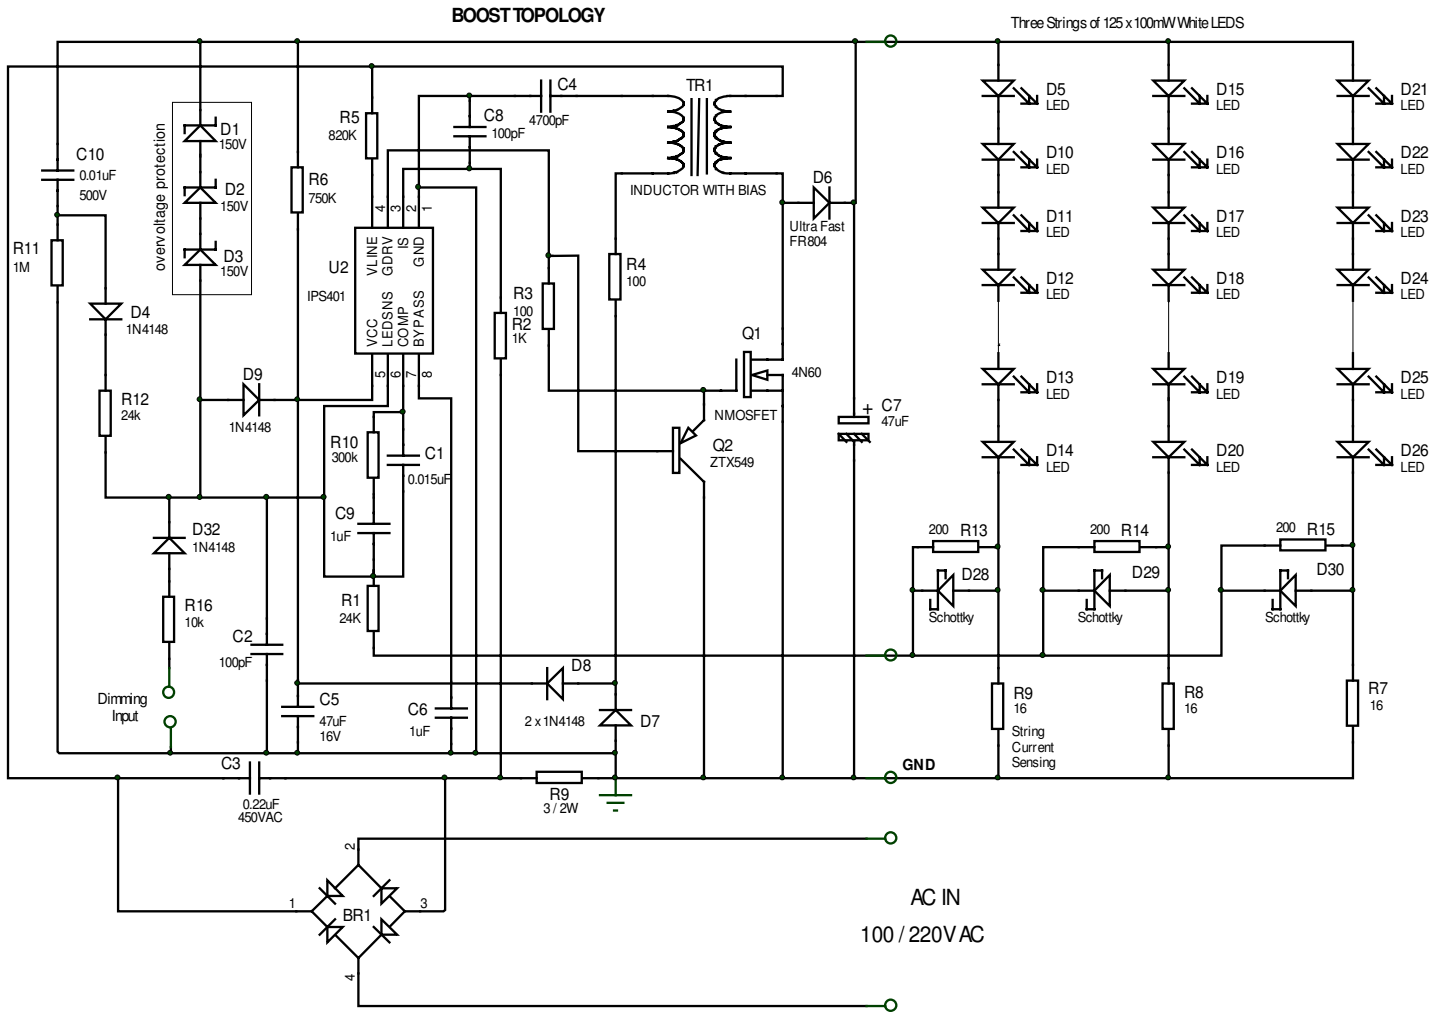 BOOST TOPOLOGY
Three Strings of 125 x 100mW White LEDS
C10
0.01uF
500V
R11
1M
overvoltage protection
D1
150V
D2
150V
D3
150V
D4
1N4148
R12
24k
D9
1N4148
R6
750K
R5
820K
C8
100pF
C4
4700pF
TR1
INDUCTOR WITH BIAS
D6
Ultra Fast
FR804
U2
IPS401
4
3
2
1
VLINE
GDRV
IS
GND
VCC
LEDSNS
COMP
BYPASS
5
6
7
8
R4
100
R3
100
R2
1K
Q1
4N60
NMOSFET
Q2
ZTX549
+
C7
47uF
R10
300k
C1
0.015uF
C9
1uF
R1
24K
D32
1N4148
R16
10k
C2
100pF
Dimming
Input
C5
47uF
16V
C6
1uF
D8
2 x 1N4148
D7
C3
0.22uF
450VAC
R9
3 / 2W
GND
D5
LED
D10
LED
D11
LED
D12
LED
D13
LED
D14
LED
D15
LED
D16
LED
D17
LED
D18
LED
D19
LED
D20
LED
D21
LED
D22
LED
D23
LED
D24
LED
D25
LED
D26
LED
200 R13
D28
Schottky
200 R14
D29
Schottky
200 R15
D30
Schottky
R9
16
String
Current
Sensing
R8
16
R7
16
2
1
BR1
3
4
AC IN
100 / 220V AC